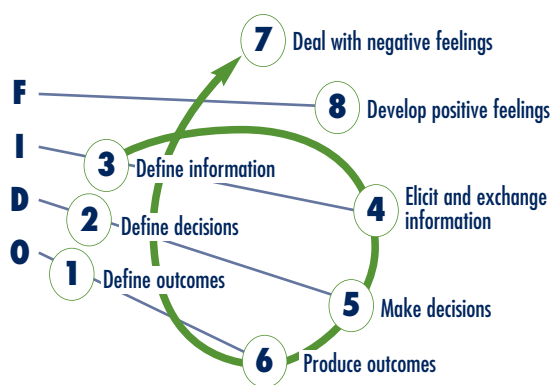 7 Deal with negative feelings
F
8 Develop positive feelings
I
3 Define information
4 Elicit and exchange
information
D
2 Define decisions
O
1 Define outcomes
5 Make decisions
6 Produce outcomes